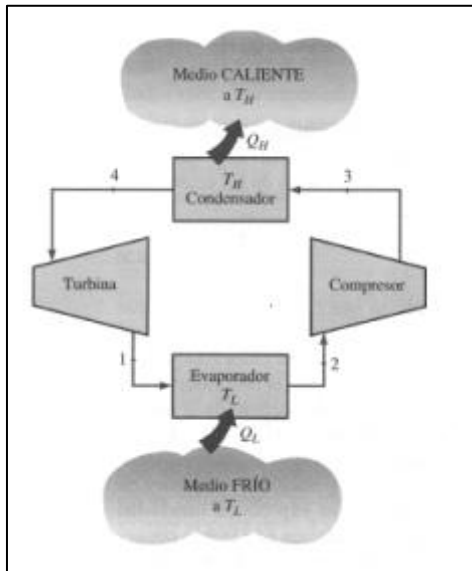 Medio CALIENTE
a T_H
Q_H
4
T_H
Condensador
3
Turbina
Compresor
1
Evaporador
T_L
2
Q_L
Medio FRÍO
a T_L